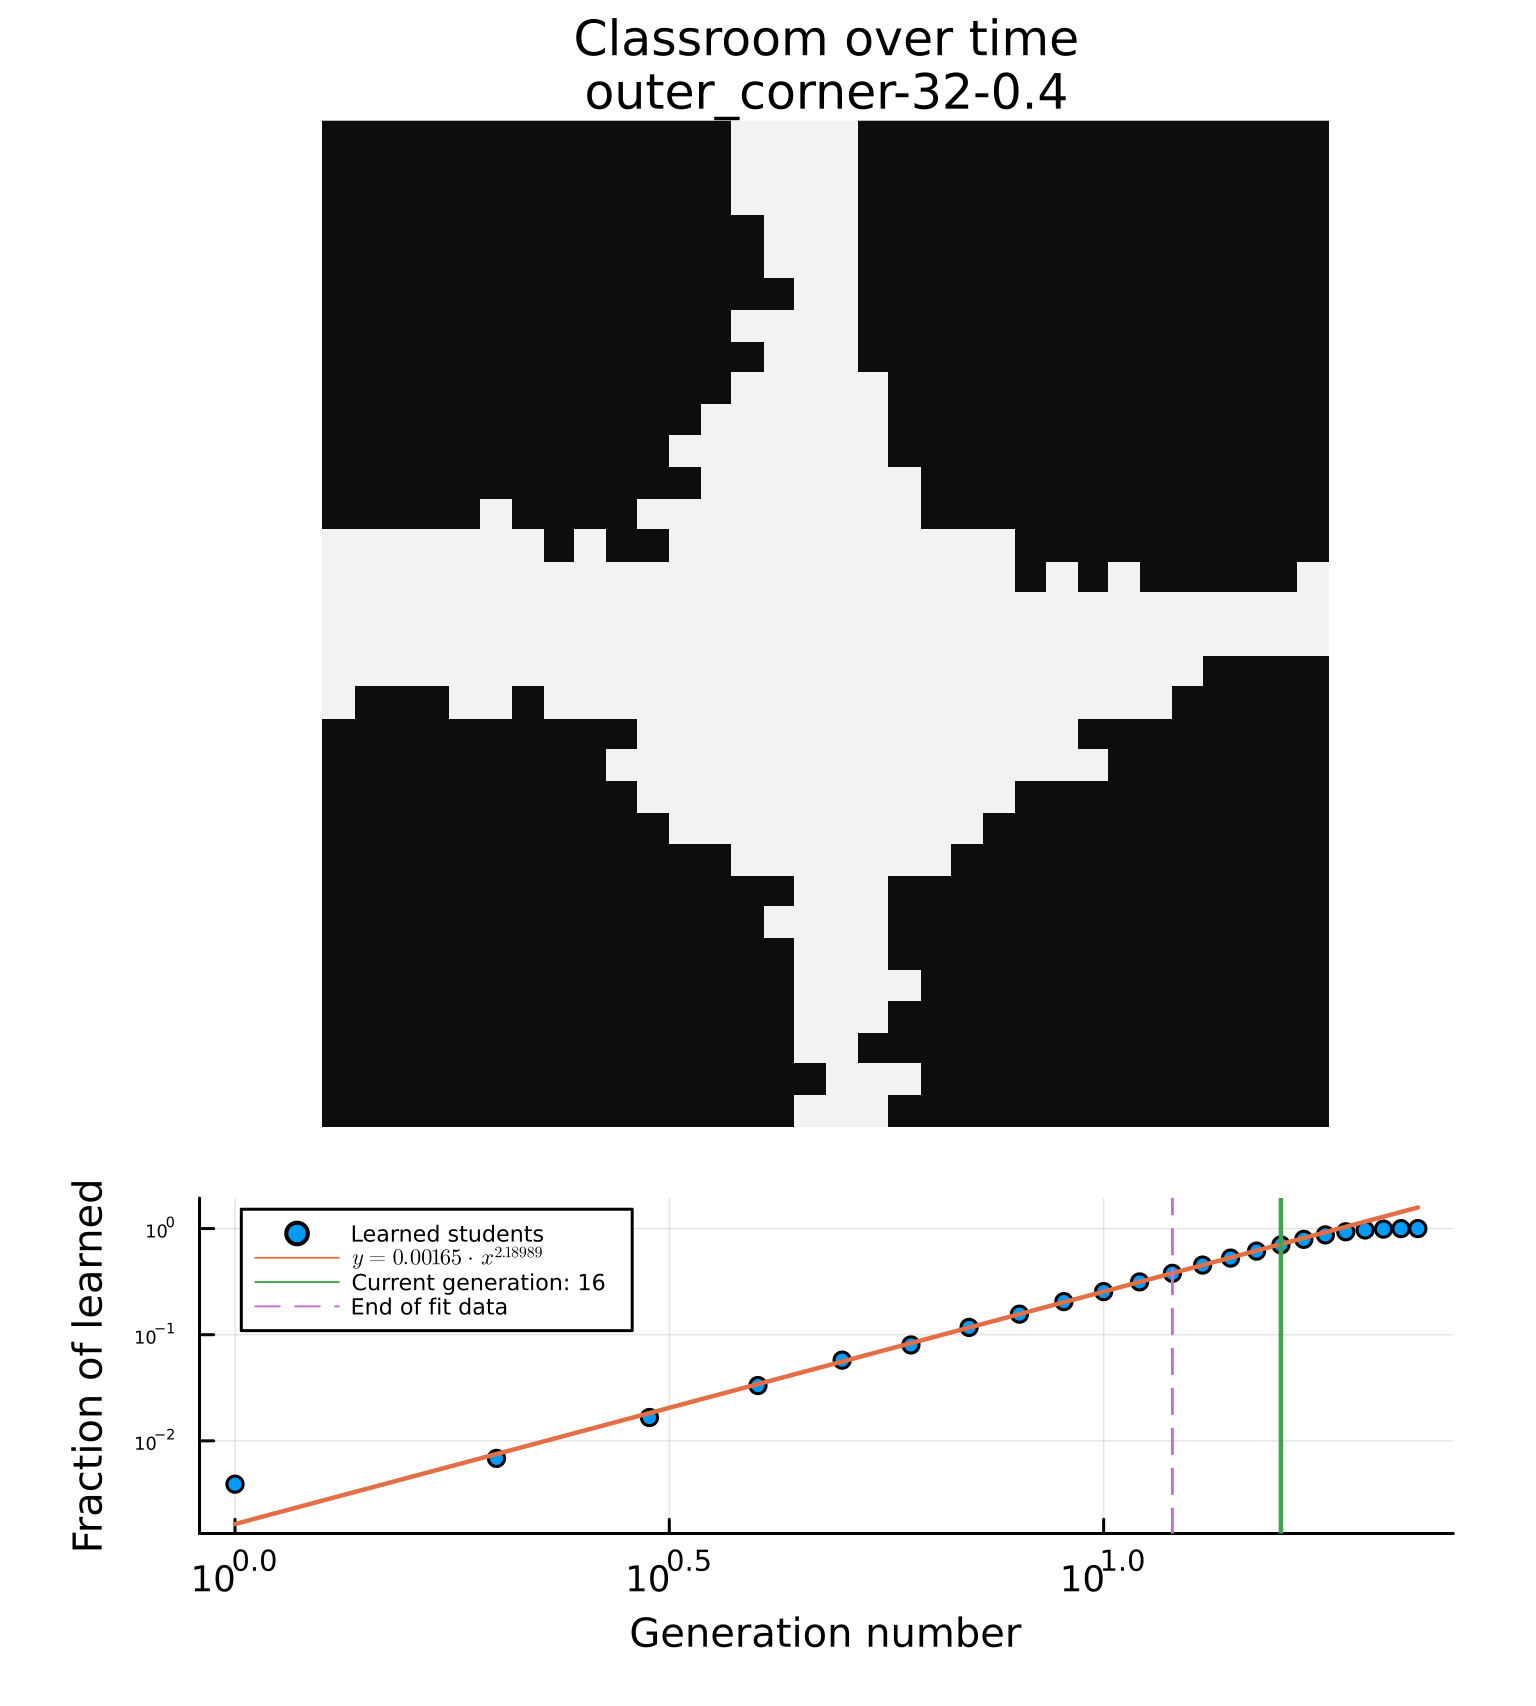 Classroom over time
outer_corner-32-0.4
Fraction of learned
10⁰
10⁻¹
10⁻²
Learned students
y = 0.00165 · x^2.18989
Current generation: 16
End of fit data
10^0.0
10^0.5
10^1.0
Generation number